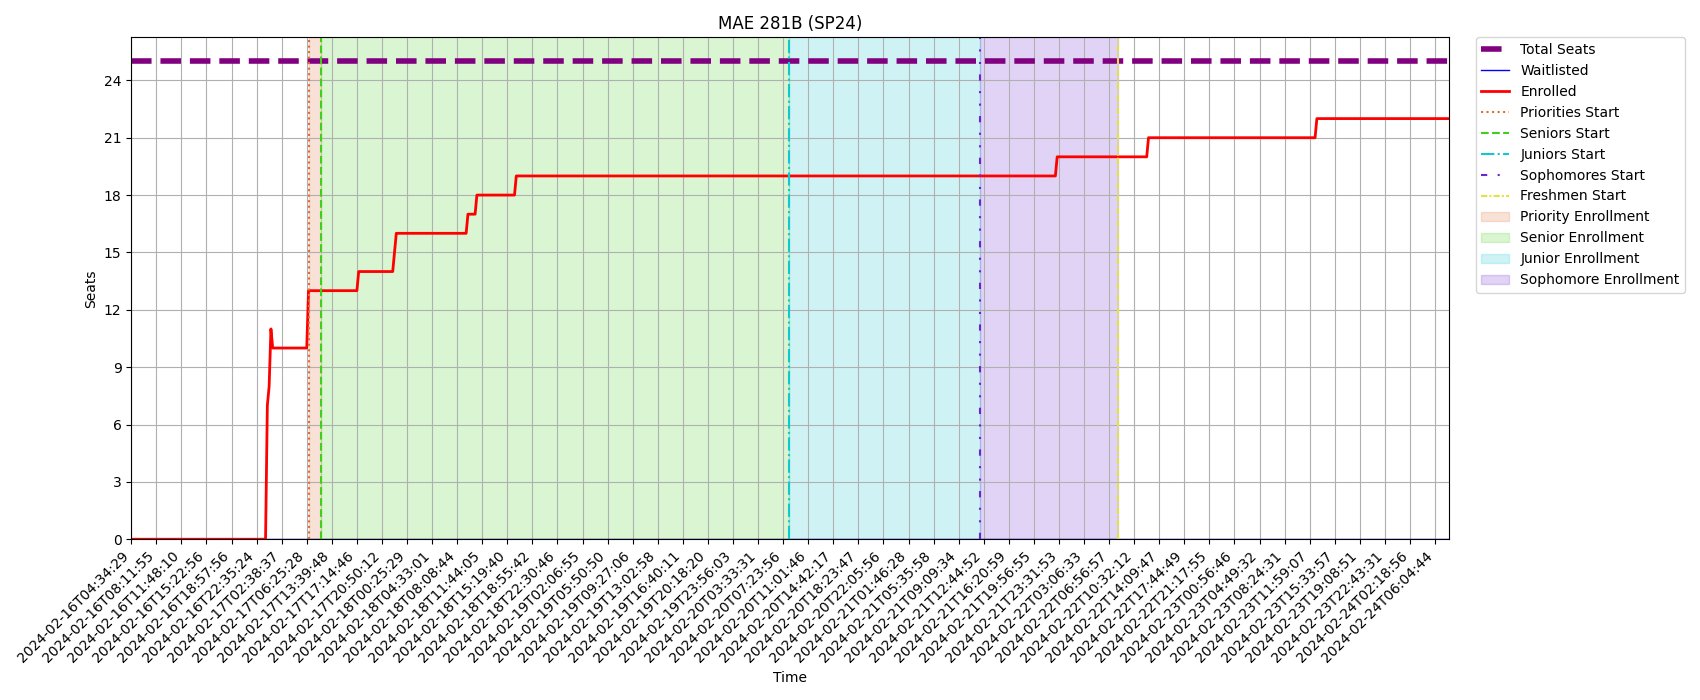 MAE 281B (SP24)
Seats
24
21
18
15
12
9
6
3
0
2024-02-16T04:34:29
2024-02-16T08:11:55
2024-02-16T11:48:10
2024-02-16T15:22:56
2024-02-16T18:57:56
2024-02-16T22:35:24
2024-02-17T02:38:37
2024-02-17T06:25:28
2024-02-17T13:39:48
2024-02-17T17:14:46
2024-02-17T20:50:12
2024-02-18T00:25:29
2024-02-18T04:33:01
2024-02-18T08:08:44
2024-02-18T11:44:05
2024-02-18T15:19:40
2024-02-18T18:55:42
2024-02-18T22:30:46
2024-02-19T02:06:55
2024-02-19T05:50:50
2024-02-19T09:27:06
2024-02-19T13:02:58
2024-02-19T16:40:11
2024-02-19T20:18:20
2024-02-19T23:56:03
2024-02-20T03:33:31
2024-02-20T07:23:56
2024-02-20T11:01:46
2024-02-20T14:42:17
2024-02-20T18:23:47
2024-02-20T22:05:56
2024-02-21T01:46:28
2024-02-21T05:35:58
2024-02-21T09:09:34
2024-02-21T12:44:52
2024-02-21T16:20:59
2024-02-21T19:56:55
2024-02-21T23:31:53
2024-02-22T03:06:33
2024-02-22T06:56:57
2024-02-22T10:32:12
2024-02-22T14:09:47
2024-02-22T17:44:49
2024-02-22T21:17:55
2024-02-23T00:56:46
2024-02-23T04:49:32
2024-02-23T08:24:31
2024-02-23T11:59:07
2024-02-23T15:33:57
2024-02-23T19:08:51
2024-02-23T22:43:31
2024-02-24T02:18:56
2024-02-24T06:04:44
Time
Total Seats
Waitlisted
Enrolled
Priorities Start
Seniors Start
Juniors Start
Sophomores Start
Freshmen Start
Priority Enrollment
Senior Enrollment
Junior Enrollment
Sophomore Enrollment